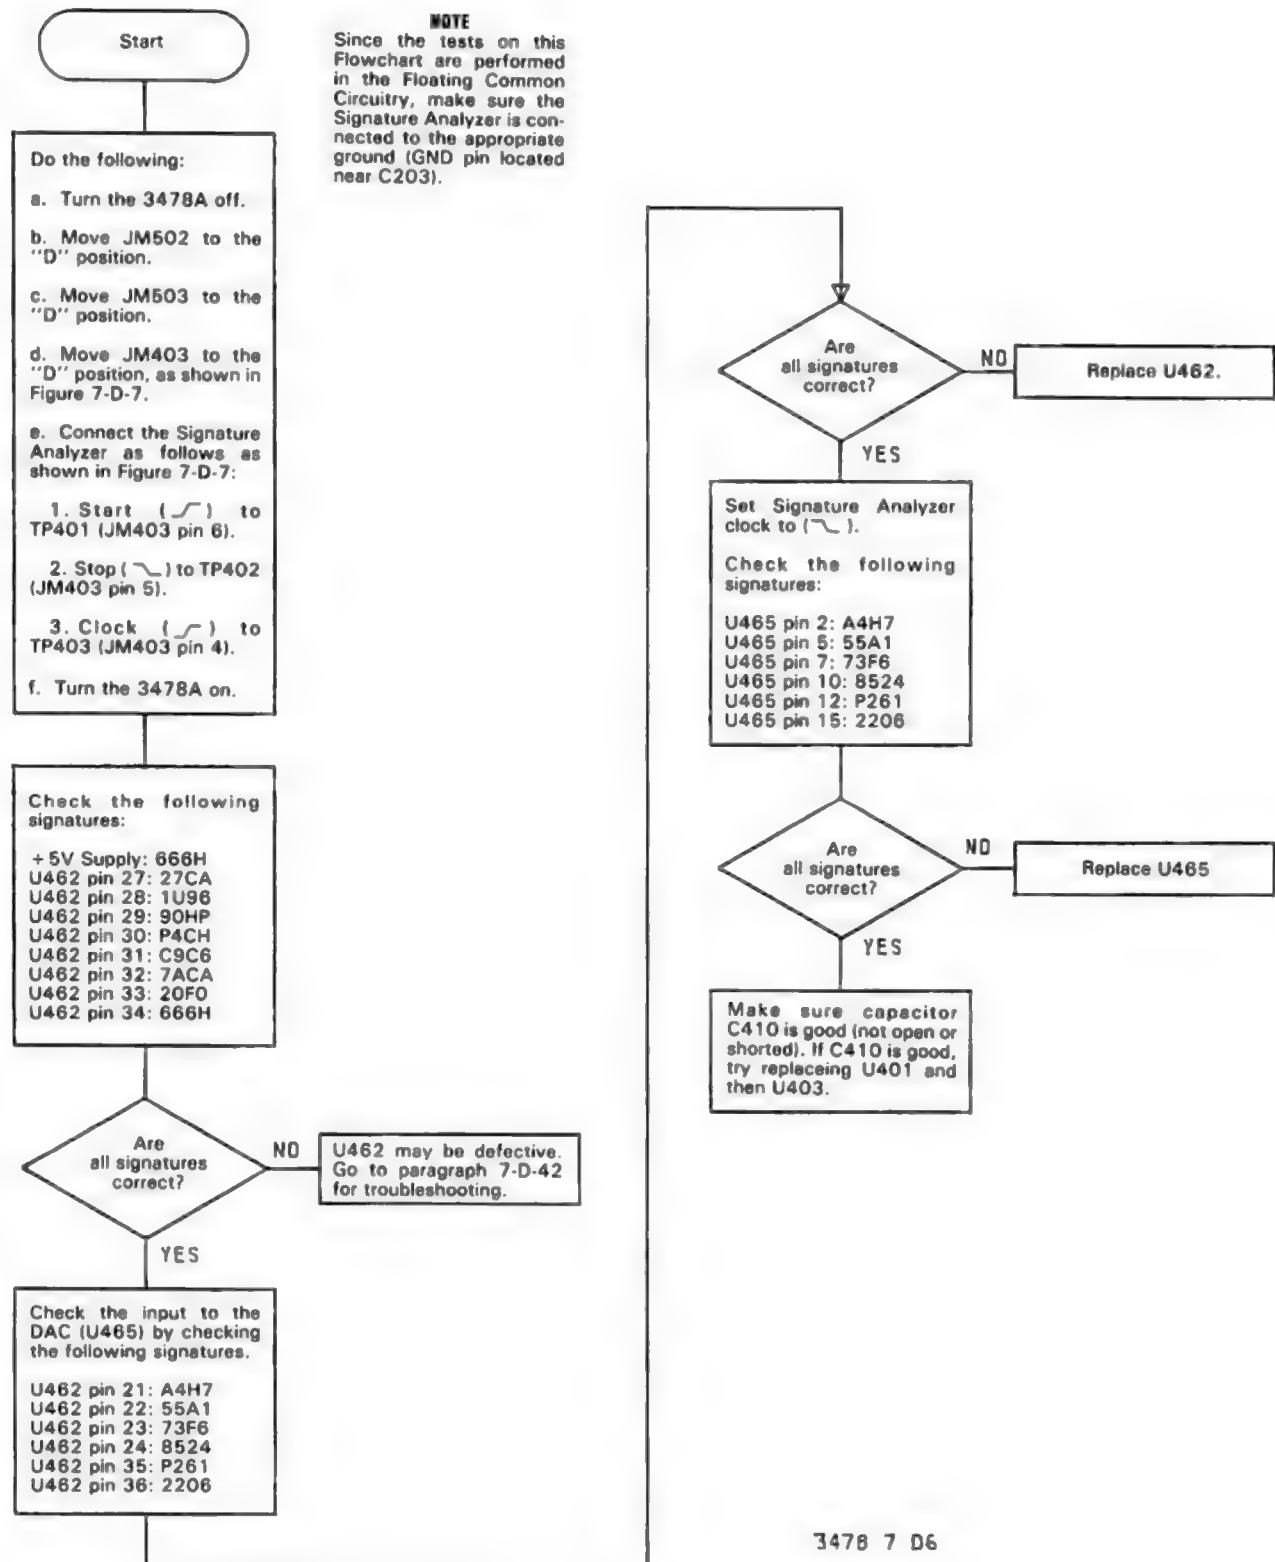 Start
NOTE
Since the tests on this
Flowchart are performed
in the Floating Common
Circuitry, make sure the
Signature Analyzer is con-
nected to the appropriate
ground (GND pin located
near C203).
Do the following:
a. Turn the 3478A off.
b. Move JM502 to the
"D" position.
c. Move JM503 to the
"D" position.
d. Move JM403 to the
"D" position, as shown in
Figure 7-D-7.
e. Connect the Signature
Analyzer as follows as
shown in Figure 7-D-7:
1. Start ( ) to
TP401 (JM403 pin 6).
2. Stop ( ) to TP402
(JM403 pin 5).
3. Clock ( ) to
TP403 (JM403 pin 4).
f. Turn the 3478A on.
Check the following
signatures:
+5V Supply: 666H
U462 pin 27: 27CA
U462 pin 28: 1U96
U462 pin 29: 90HP
U462 pin 30: P4CH
U462 pin 31: C9C6
U462 pin 32: 7ACA
U462 pin 33: 20F0
U462 pin 34: 666H
Are
all signatures
correct?
NO
U462 may be defective.
Go to paragraph 7-D-42
for troubleshooting.
YES
Check the input to the
DAC (U465) by checking
the following signatures.
U462 pin 21: A4H7
U462 pin 22: 55A1
U462 pin 23: 73F6
U462 pin 24: 8524
U462 pin 35: P261
U462 pin 36: 2206
Are
all signatures
correct?
NO
Replace U462.
YES
Set Signature Analyzer
clock to ( ).
Check the following
signatures:
U465 pin 2: A4H7
U465 pin 5: 55A1
U465 pin 7: 73F6
U465 pin 10: 8524
U465 pin 12: P261
U465 pin 15: 2206
Are
all signatures
correct?
NO
Replace U465
YES
Make sure capacitor
C410 is good (not open or
shorted). If C410 is good,
try replaceing U401 and
then U403.
3478 7 D6